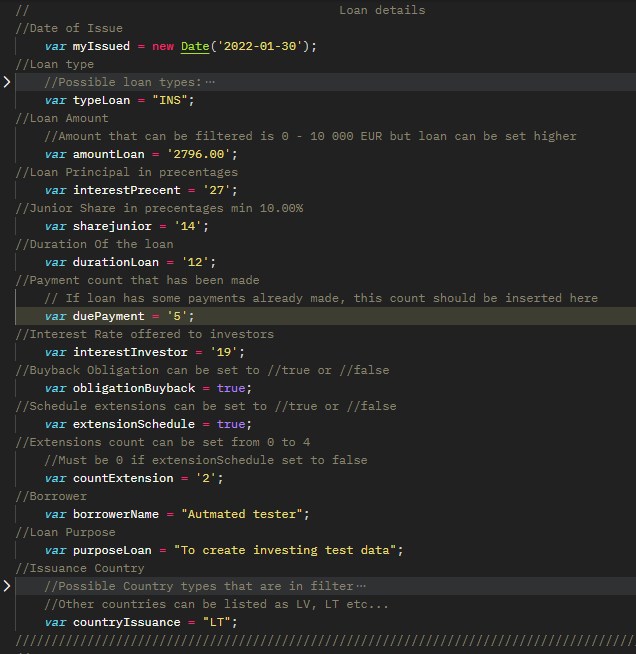 // Loan details
//Date of Issue
var myIssued = new Date('2022-01-30');
//Loan type
//Possible loan types:…
var typeLoan = "INS";
//Loan Amount
//Amount that can be filtered is 0 - 10 000 EUR but loan can be set higher
var amountLoan = '2796.00';
//Loan Principal in precentages
var interestPrecent = '27';
//Junior Share in precentages min 10.00%
var sharejunior = '14';
//Duration Of the loan
var durationLoan = '12';
//Payment count that has been made
// If loan has some payments already made, this count should be inserted here
var duePayment = '5';
//Interest Rate offered to investors
var interestInvestor = '19';
//Buyback Obligation can be set to //true or //false
var obligationBuyback = true;
//Schedule extensions can be set to //true or //false
var extensionSchedule = true;
//Extensions count can be set from 0 to 4
//Must be 0 if extensionSchedule set to false
var countExtension = '2';
//Borrower
var borrowerName = "Autmated tester";
//Loan Purpose
var purposeLoan = "To create investing test data";
//Issuance Country
//Possible Country types that are in filter…
//Other countries can be listed as LV, LT etc...
var countryIssuance = "LT";
////////////////////////////////////////////////////////////////////////////////////////